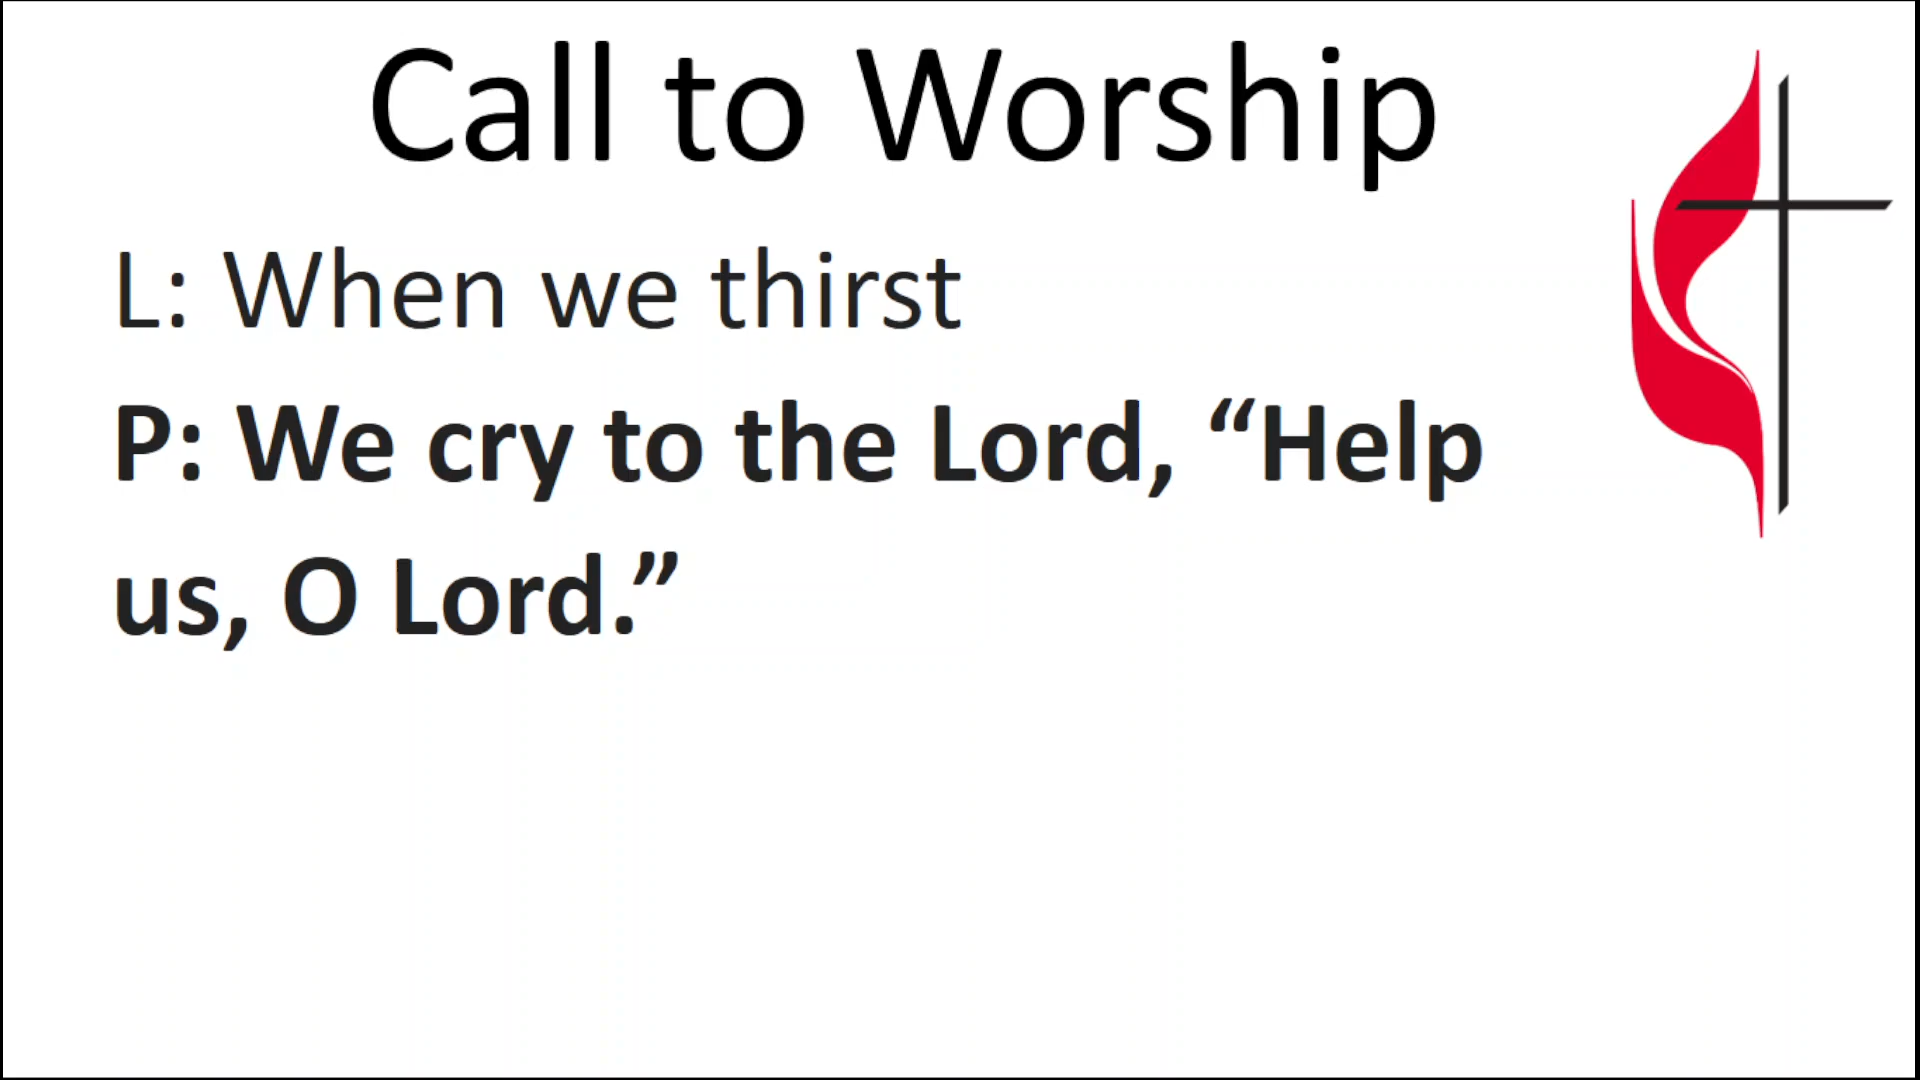 Call to Worship
L: When we thirst
P: We cry to the Lord, “Help
us, O Lord.”